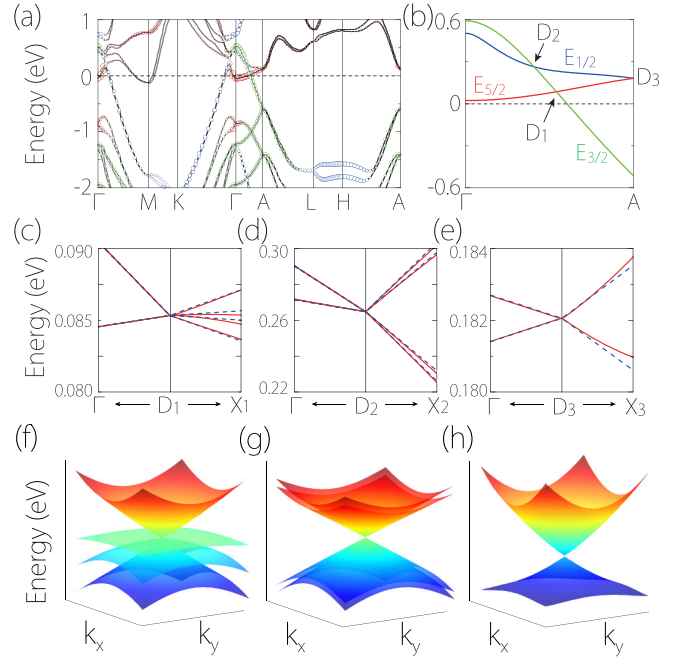 (a)
(b)
Energy (eV)
1
0
-1
-2
Γ M K Γ A L H A
0.6
0
-0.6
D2
E1/2
D3
E5/2
D1
E3/2
Γ A
(c)
(d)
(e)
Energy (eV)
0.090
0.085
0.080
Γ ← D1 → X1
0.30
0.26
0.22
Γ ← D2 → X2
0.184
0.182
0.180
Γ ← D3 → X3
(f)
(g)
(h)
Energy (eV)
kx ky
kx ky
kx ky